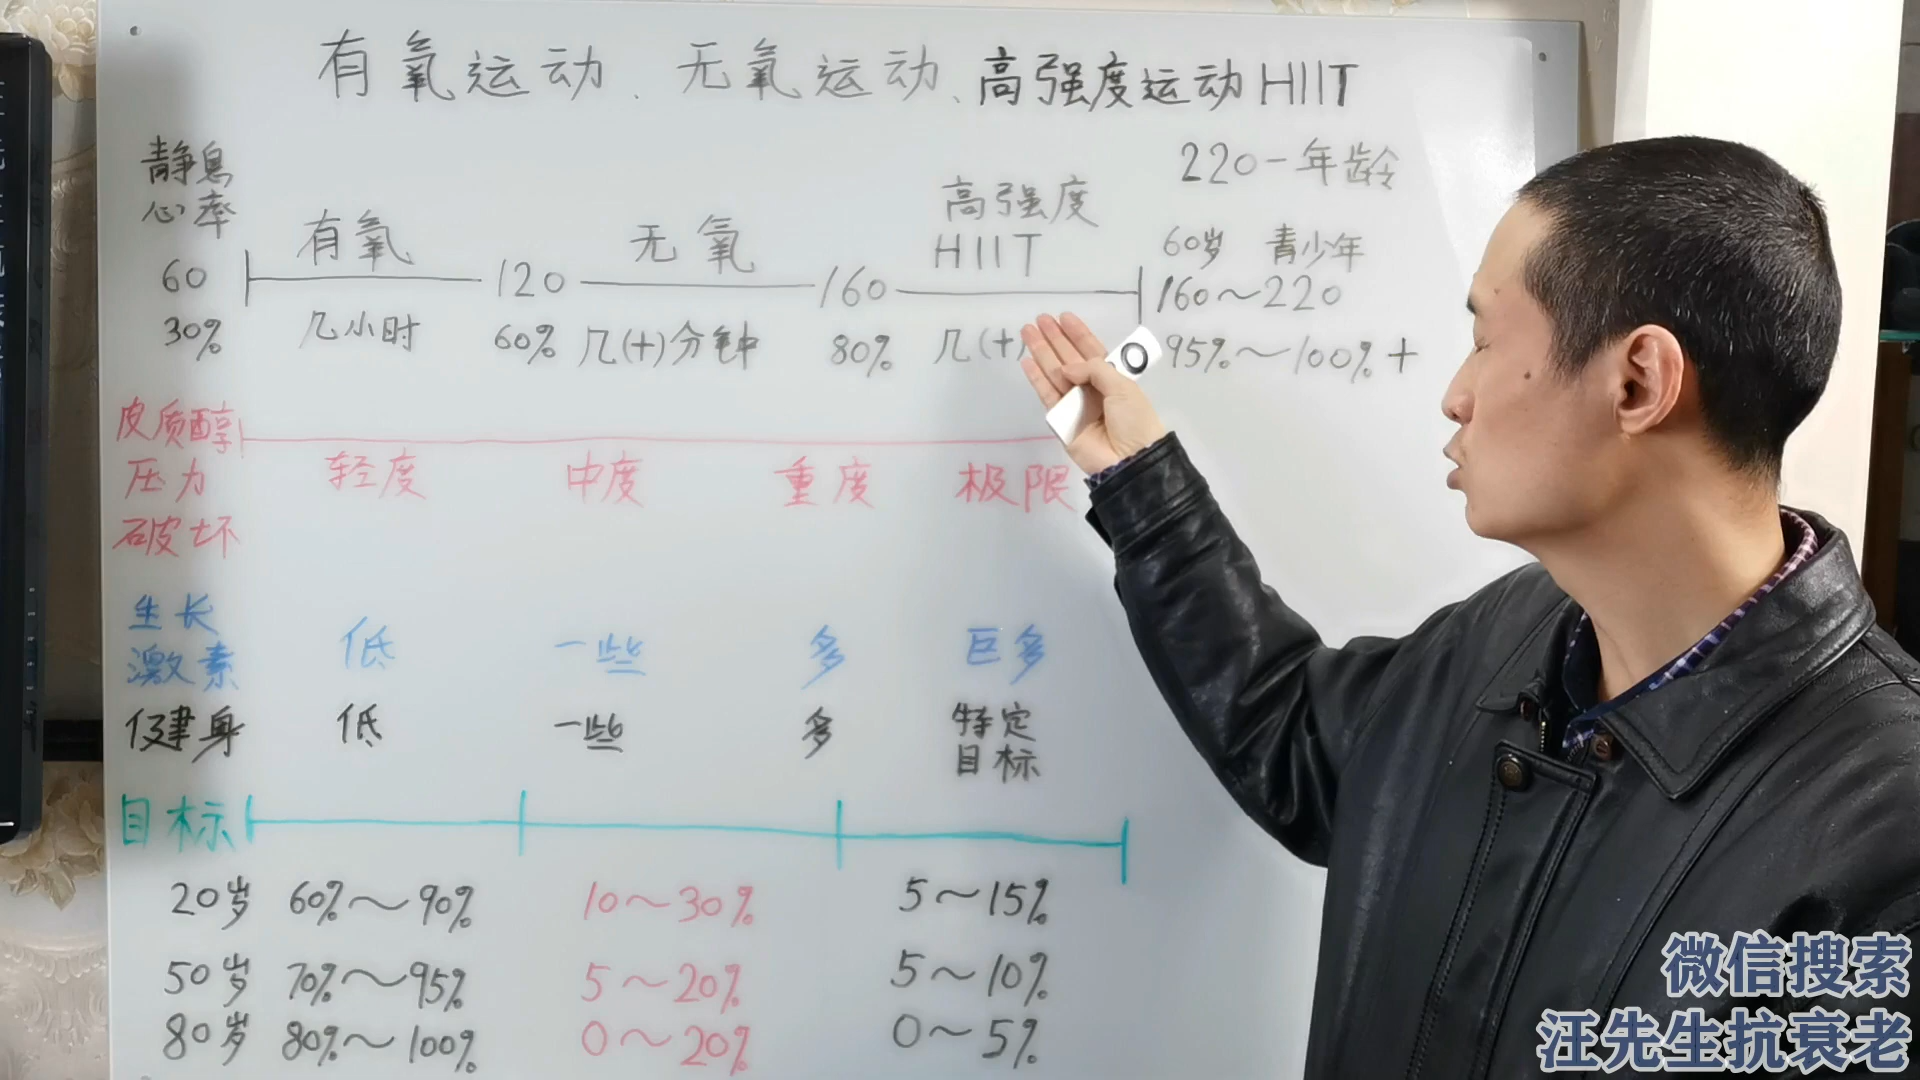 有氧运动、无氧运动、高强度运动HIIT
220-年龄
静息
心率
有氧
无氧
高强度
HIIT
60岁 青少年
60
120
160
160～220
30%
几小时
60%
几(十)分钟
80%
几(十)
95%～100%+
皮质醇
压力
破坏
轻度
中度
重度
极限
生长
激素
低
一些
多
巨多
健身
低
一些
多
特定
目标
目标
20岁 60%～90% 10～30% 5～15%
50岁 70%～95% 5～20% 5～10%
80岁 80%～100% 0～20% 0～5%
微信搜索
汪先生抗衰老